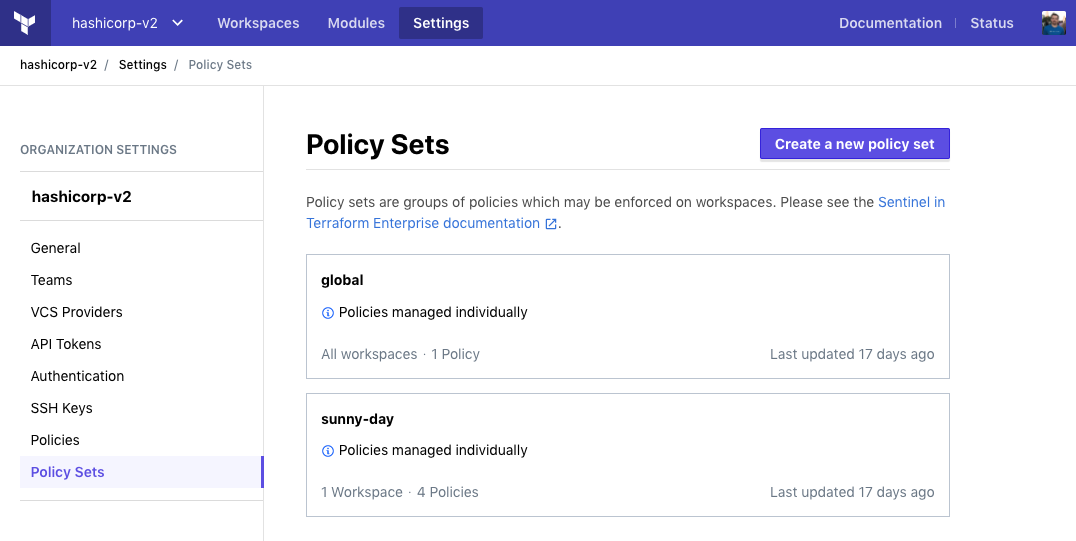 hashicorp-v2 Workspaces Modules Settings Documentation Status
hashicorp-v2 / Settings / Policy Sets
ORGANIZATION SETTINGS
hashicorp-v2
General
Teams
VCS Providers
API Tokens
Authentication
SSH Keys
Policies
Policy Sets
Policy Sets
Create a new policy set
Policy sets are groups of policies which may be enforced on workspaces. Please see the Sentinel in
Terraform Enterprise documentation.
global
Policies managed individually
All workspaces · 1 Policy Last updated 17 days ago
sunny-day
Policies managed individually
1 Workspace · 4 Policies Last updated 17 days ago